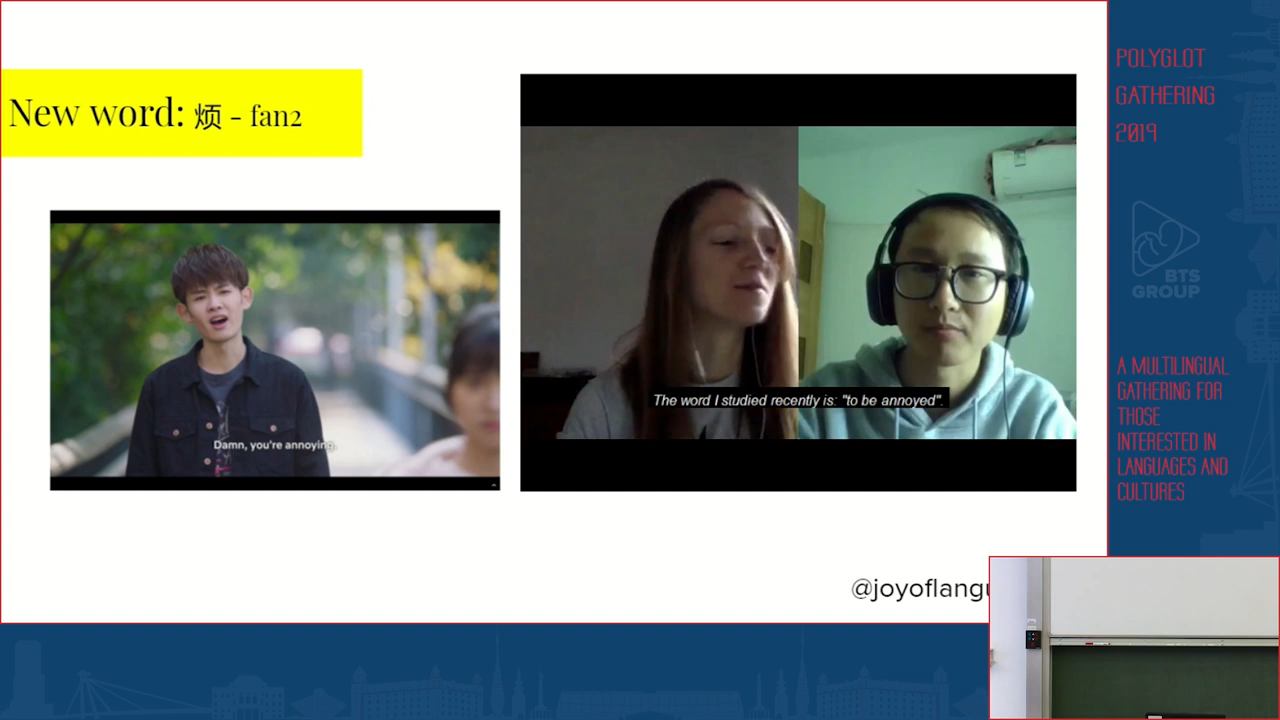 New word: 烦 - fan2
Damn, you're annoying.
The word I studied recently is: "to be annoyed".
@joyoflangu
POLYGLOT
GATHERING
2019
BTS
GROUP
A MULTILINGUAL
GATHERING FOR
THOSE
INTERESTED IN
LANGUAGES AND
CULTURES